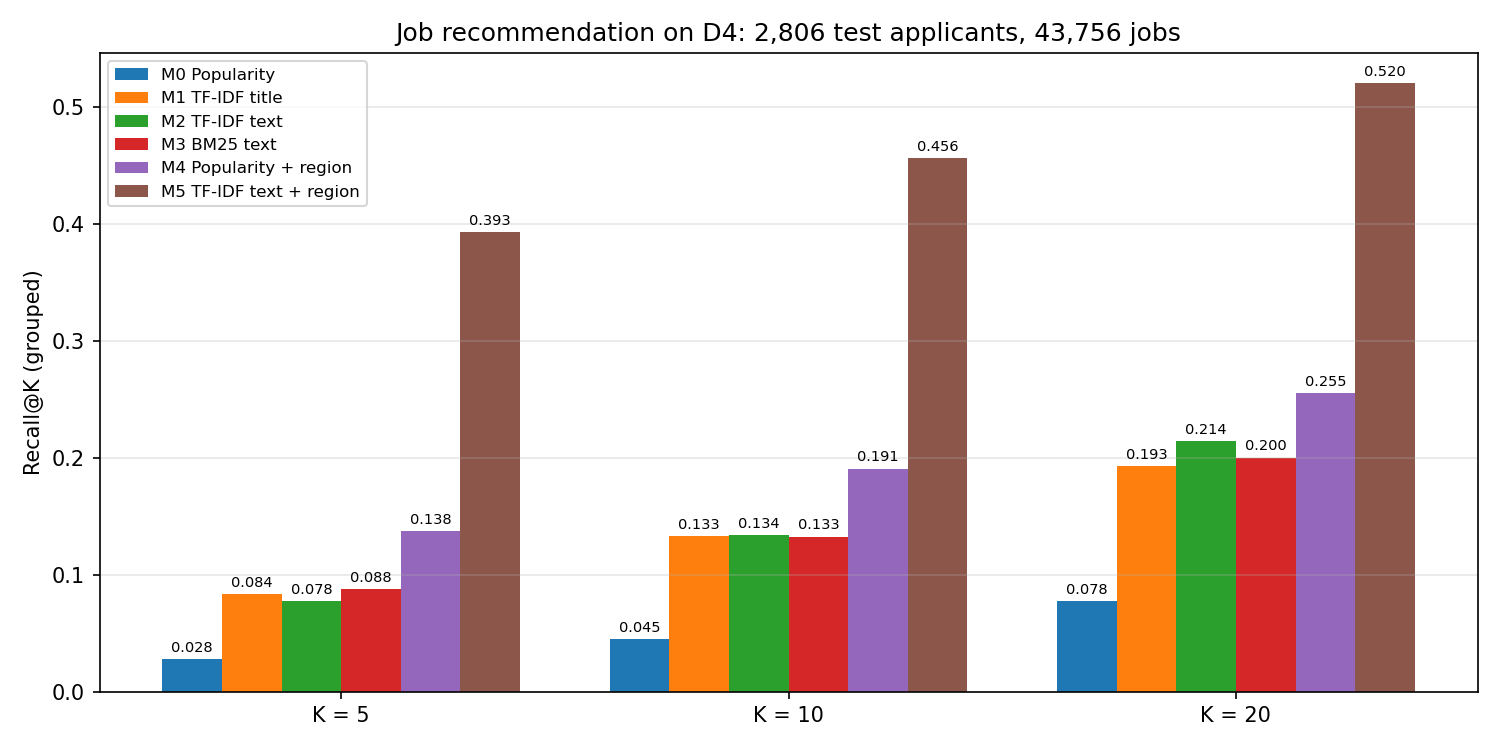 Job recommendation on D4: 2,806 test applicants, 43,756 jobs
M0 Popularity
M1 TF-IDF title
M2 TF-IDF text
M3 BM25 text
M4 Popularity + region
M5 TF-IDF text + region
Recall@K (grouped)
0.5
0.4
0.3
0.2
0.1
0.0
0.028
0.084
0.078
0.088
0.138
0.393
0.045
0.133
0.134
0.133
0.191
0.456
0.078
0.193
0.214
0.200
0.255
0.520
K = 5
K = 10
K = 20